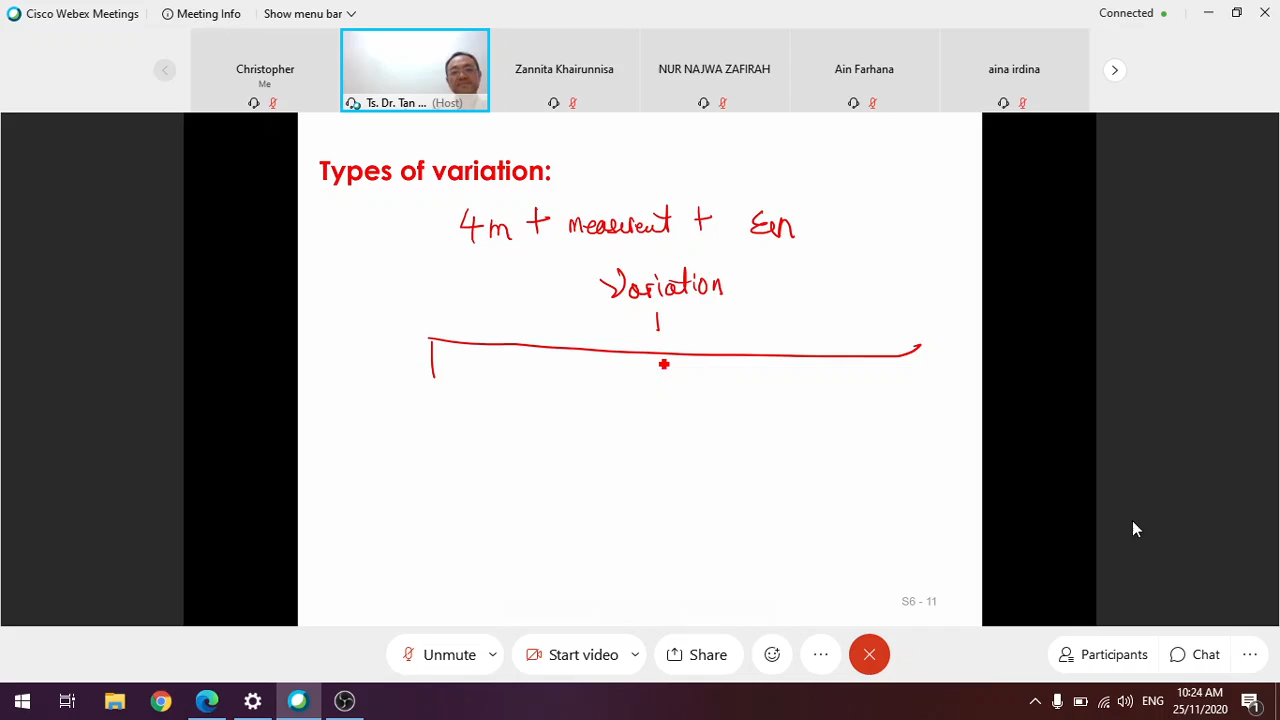 Cisco Webex Meetings
Meeting Info
Show menu bar
Connected
Christopher
Me
Ts. Dr. Tan ... (Host)
Zannita Khairunnisa
NUR NAJWA ZAFIRAH
Ain Farhana
aina irdina
Types of variation:
4m + +
Variation
S6 - 11
Unmute
Start video
Share
Participants
Chat
ENG
10:24 AM
25/11/2020
1